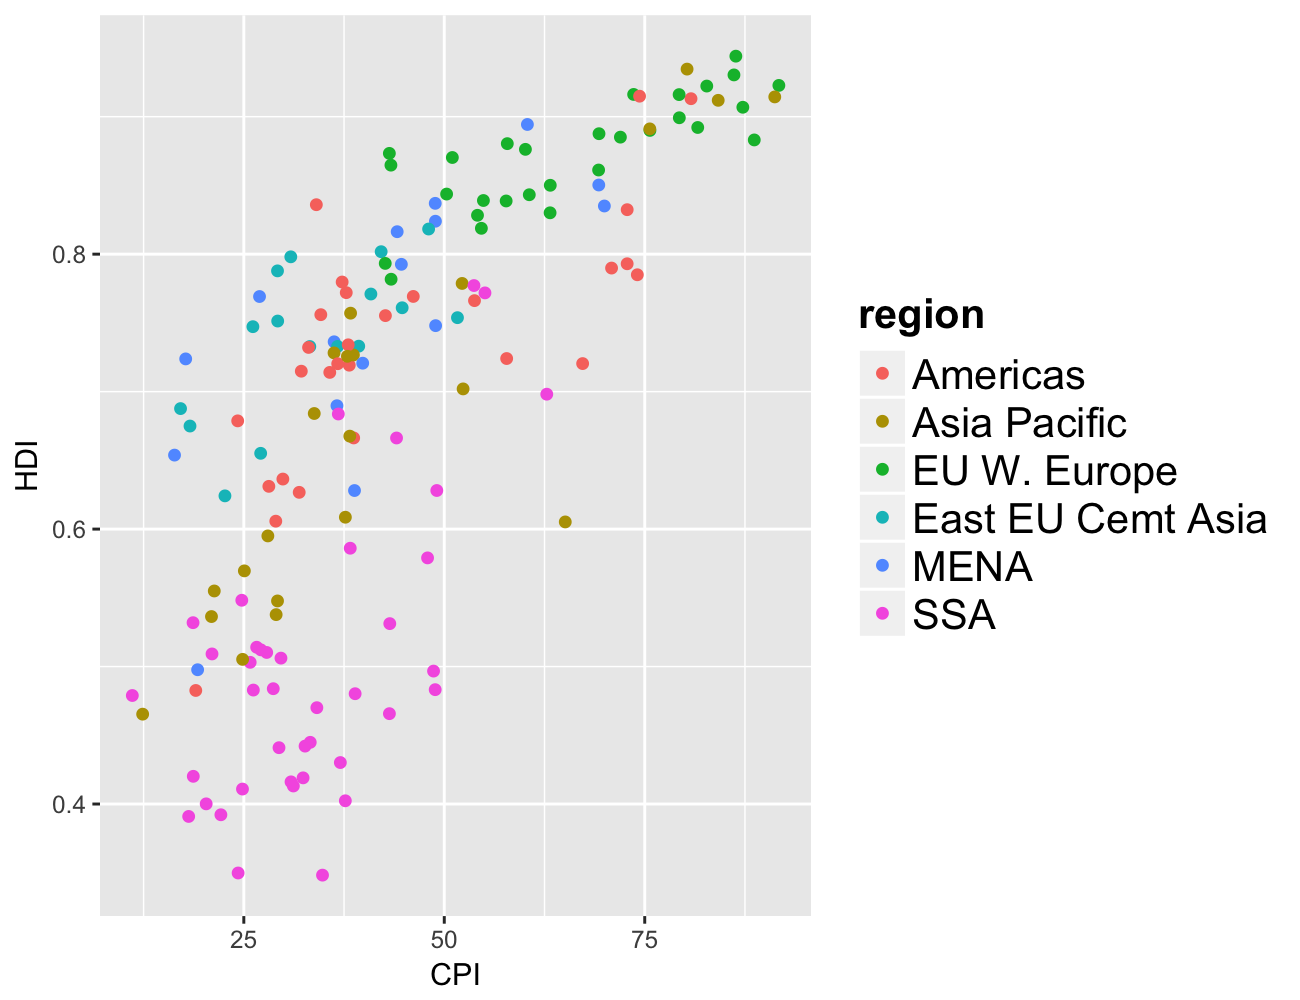 HDI
0.8
0.6
0.4
25 50 75
CPI
region
Americas
Asia Pacific
EU W. Europe
East EU Cemt Asia
MENA
SSA